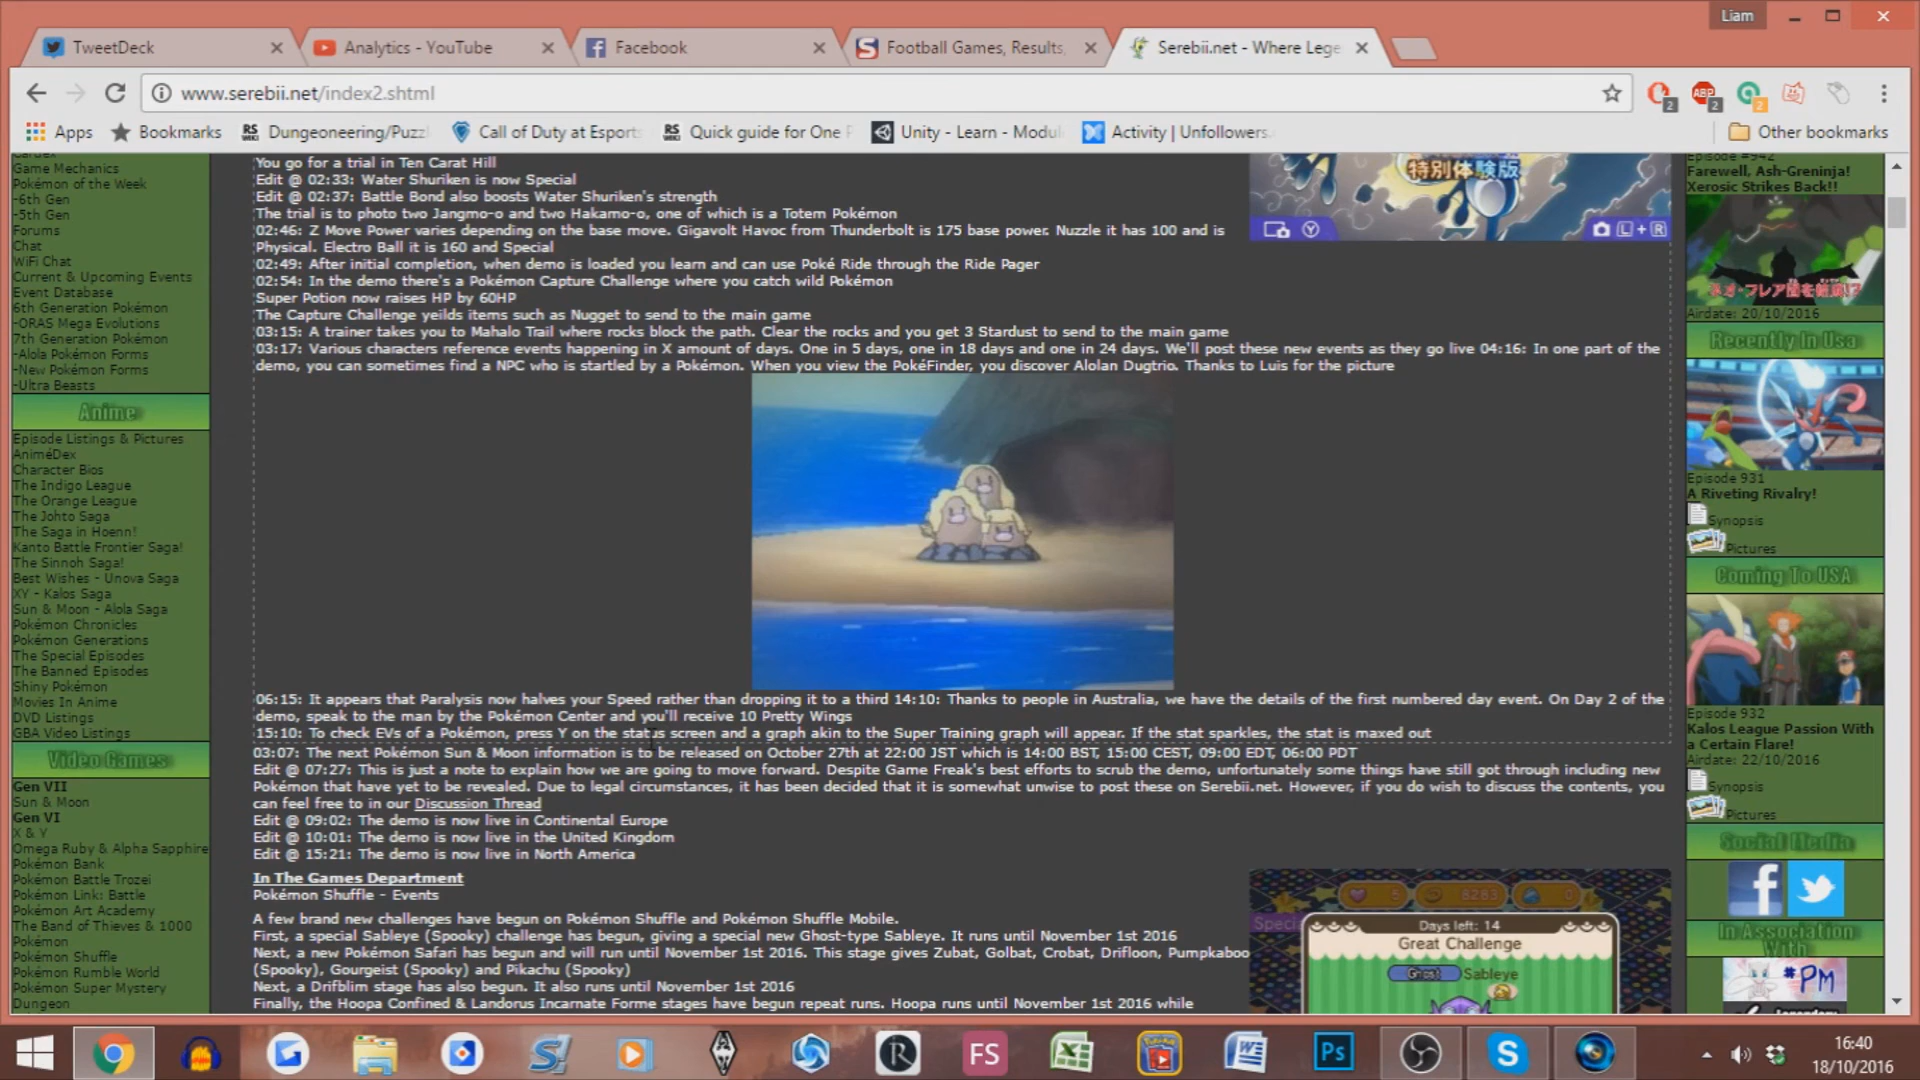 Liam
TweetDeck
Analytics - YouTube
Facebook
Football Games, Results,
Serebii.net - Where Lege
www.serebii.net/index2.shtml
2
ABP
2
2
Apps
Bookmarks
RS
Dungeoneering/Puzzl
Call of Duty at Esports
RS
Quick guide for One P
Unity - Learn - Modul
Activity | Unfollowers.
Other bookmarks
Cardex
Game Mechanics
Pokémon of the Week
-6th Gen
-5th Gen
Forums
Chat
WiFi Chat
Current & Upcoming Events
Event Database
6th Generation Pokémon
-ORAS Mega Evolutions
7th Generation Pokémon
-Alola Pokémon Forms
-New Pokémon Forms
-Ultra Beasts
Anime
Episode Listings & Pictures
AniméDex
Character Bios
The Indigo League
The Orange League
The Johto Saga
The Saga in Hoenn!
Kanto Battle Frontier Saga!
The Sinnoh Saga!
Best Wishes - Unova Saga
XY - Kalos Saga
Sun & Moon - Alola Saga
Pokémon Chronicles
Pokémon Generations
The Special Episodes
The Banned Episodes
Shiny Pokémon
Movies In Anime
DVD Listings
GBA Video Listings
Video Games
Gen VII
Sun & Moon
Gen VI
X & Y
Omega Ruby & Alpha Sapphire
Pokémon Bank
Pokémon Battle Trozei
Pokémon Link: Battle
Pokémon Art Academy
The Band of Thieves & 1000
Pokémon
Pokémon Shuffle
Pokémon Rumble World
Pokémon Super Mystery
Dungeon
You go for a trial in Ten Carat Hill
Edit @ 02:33: Water Shuriken is now Special
Edit @ 02:37: Battle Bond also boosts Water Shuriken's strength
The trial is to photo two Jangmo-o and two Hakamo-o, one of which is a Totem Pokémon
02:46: Z Move Power varies depending on the base move. Gigavolt Havoc from Thunderbolt is 175 base power. Nuzzle it has 100 and is
Physical. Electro Ball it is 160 and Special
02:49: After initial completion, when demo is loaded you learn and can use Poké Ride through the Ride Pager
02:54: In the demo there's a Pokémon Capture Challenge where you catch wild Pokémon
Super Potion now raises HP by 60HP
The Capture Challenge yeilds items such as Nugget to send to the main game
03:15: A trainer takes you to Mahalo Trail where rocks block the path. Clear the rocks and you get 3 Stardust to send to the main game
03:17: Various characters reference events happening in X amount of days. One in 5 days, one in 18 days and one in 24 days. We'll post these new events as they go live 04:16: In one part of the
demo, you can sometimes find a NPC who is startled by a Pokémon. When you view the PokéFinder, you discover Alolan Dugtrio. Thanks to Luis for the picture
06:15: It appears that Paralysis now halves your Speed rather than dropping it to a third 14:10: Thanks to people in Australia, we have the details of the first numbered day event. On Day 2 of the
demo, speak to the man by the Pokémon Center and you'll receive 10 Pretty Wings
15:10: To check EVs of a Pokémon, press Y on the status screen and a graph akin to the Super Training graph will appear. If the stat sparkles, the stat is maxed out
03:07: The next Pokémon Sun & Moon information is to be released on October 27th at 22:00 JST which is 14:00 BST, 15:00 CEST, 09:00 EDT, 06:00 PDT
Edit @ 07:27: This is just a note to explain how we are going to move forward. Despite Game Freak's best efforts to scrub the demo, unfortunately some things have still got through including new
Pokémon that have yet to be revealed. Due to legal circumstances, it has been decided that it is somewhat unwise to post these on Serebii.net. However, if you do wish to discuss the contents, you
can feel free to in our Discussion Thread
Edit @ 09:02: The demo is now live in Continental Europe
Edit @ 10:01: The demo is now live in the United Kingdom
Edit @ 15:21: The demo is now live in North America
In The Games Department
Pokémon Shuffle - Events
A few brand new challenges have begun on Pokémon Shuffle and Pokémon Shuffle Mobile.
First, a special Sableye (Spooky) challenge has begun, giving a special new Ghost-type Sableye. It runs until November 1st 2016
Next, a new Pokémon Safari has begun and will run until November 1st 2016. This stage gives Zubat, Golbat, Crobat, Drifloon, Pumpkaboo
(Spooky), Gourgeist (Spooky) and Pikachu (Spooky)
Next, a Drifblim stage has also begun. It also runs until November 1st 2016
Finally, the Hoopa Confined & Landorus Incarnate Forme stages have begun repeat runs. Hoopa runs until November 1st 2016 while
特別体験版
Y
L + R
5
8283
0
Special
Days left: 14
Great Challenge
Ghost
Sableye
Episode #942
Farewell, Ash-Greninja!
Xerosic Strikes Back!!
ネオ・フレア団を殲滅!?
Airdate: 20/10/2016
Recently In Usa
Episode 931
A Riveting Rivalry!
Synopsis
Pictures
Coming To USA
Episode 932
Kalos League Passion With
a Certain Flare!
Airdate: 22/10/2016
Synopsis
Pictures
Social Media
In Association
With
#PM
FS
Ps
16:40
18/10/2016